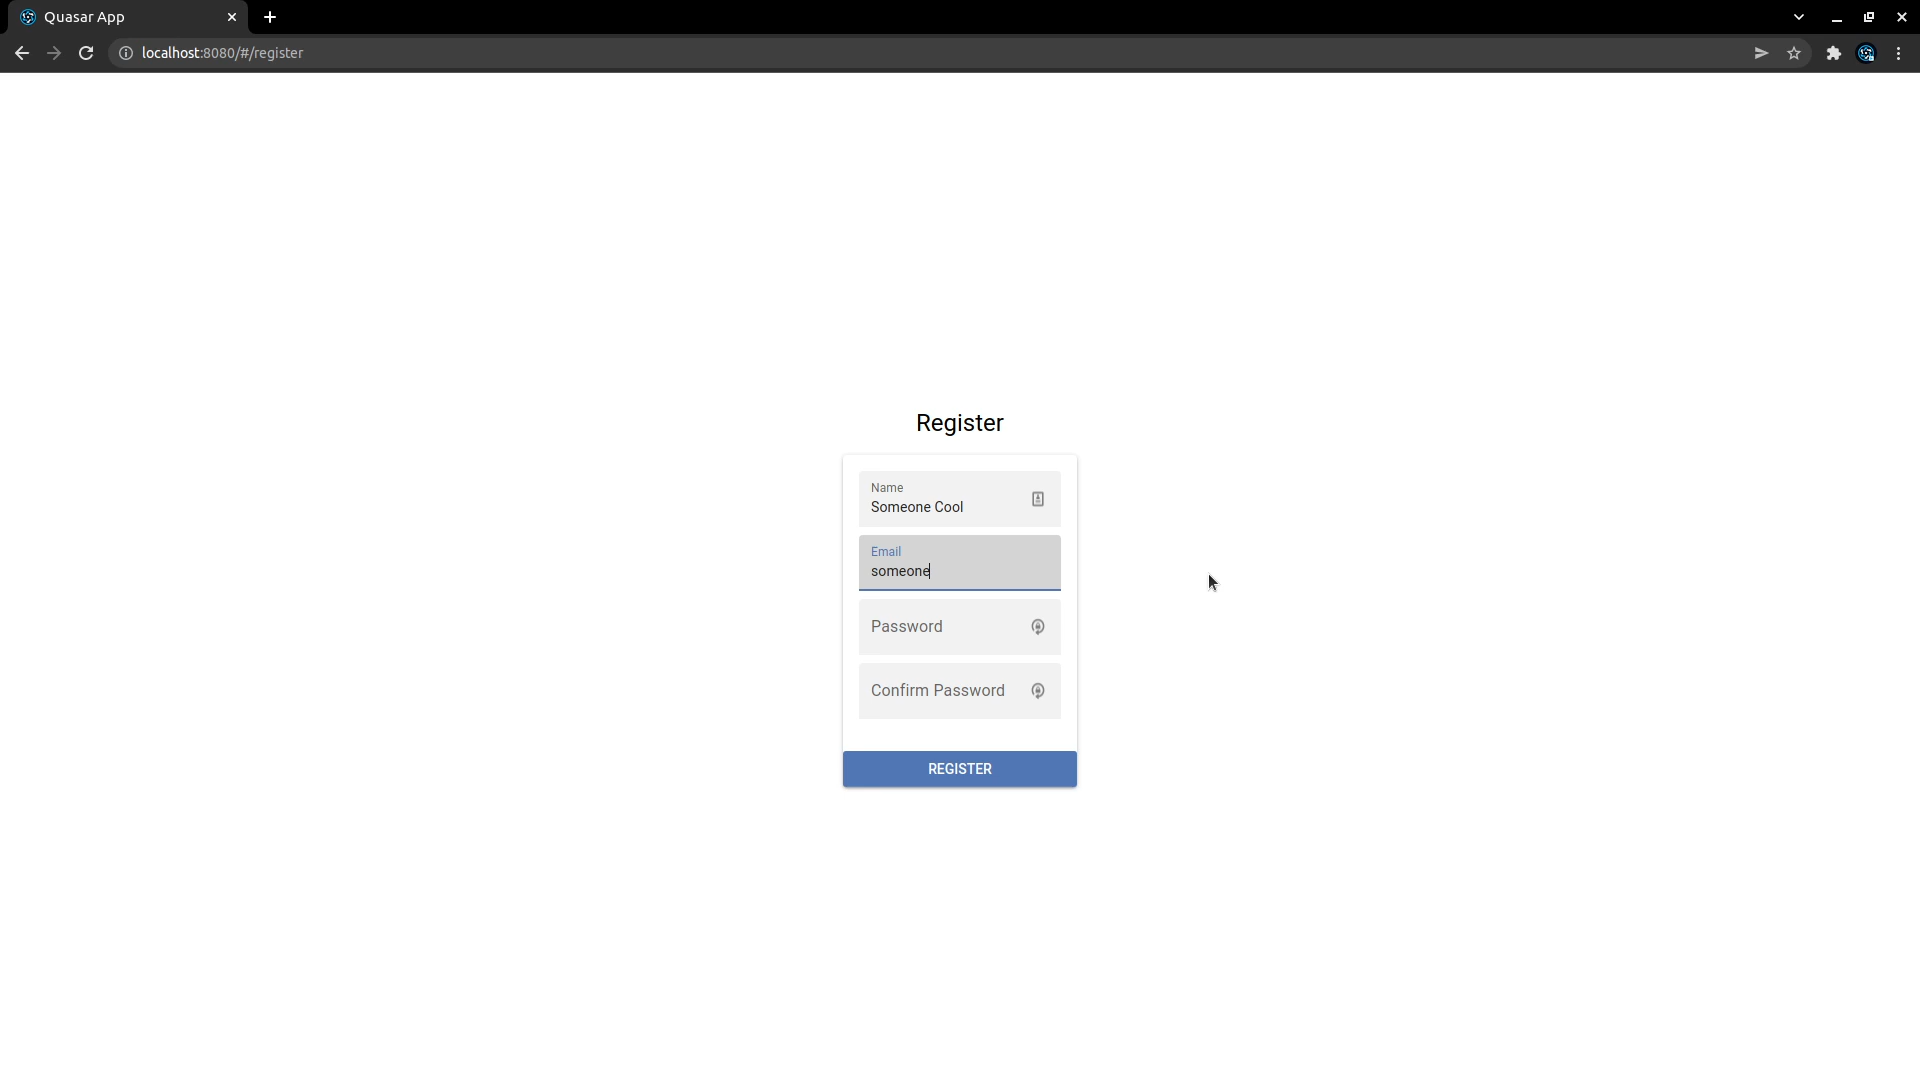 Quasar App
localhost:8080/#/register
Register
Name
Someone Cool
Email
someone
Password
Confirm Password
REGISTER